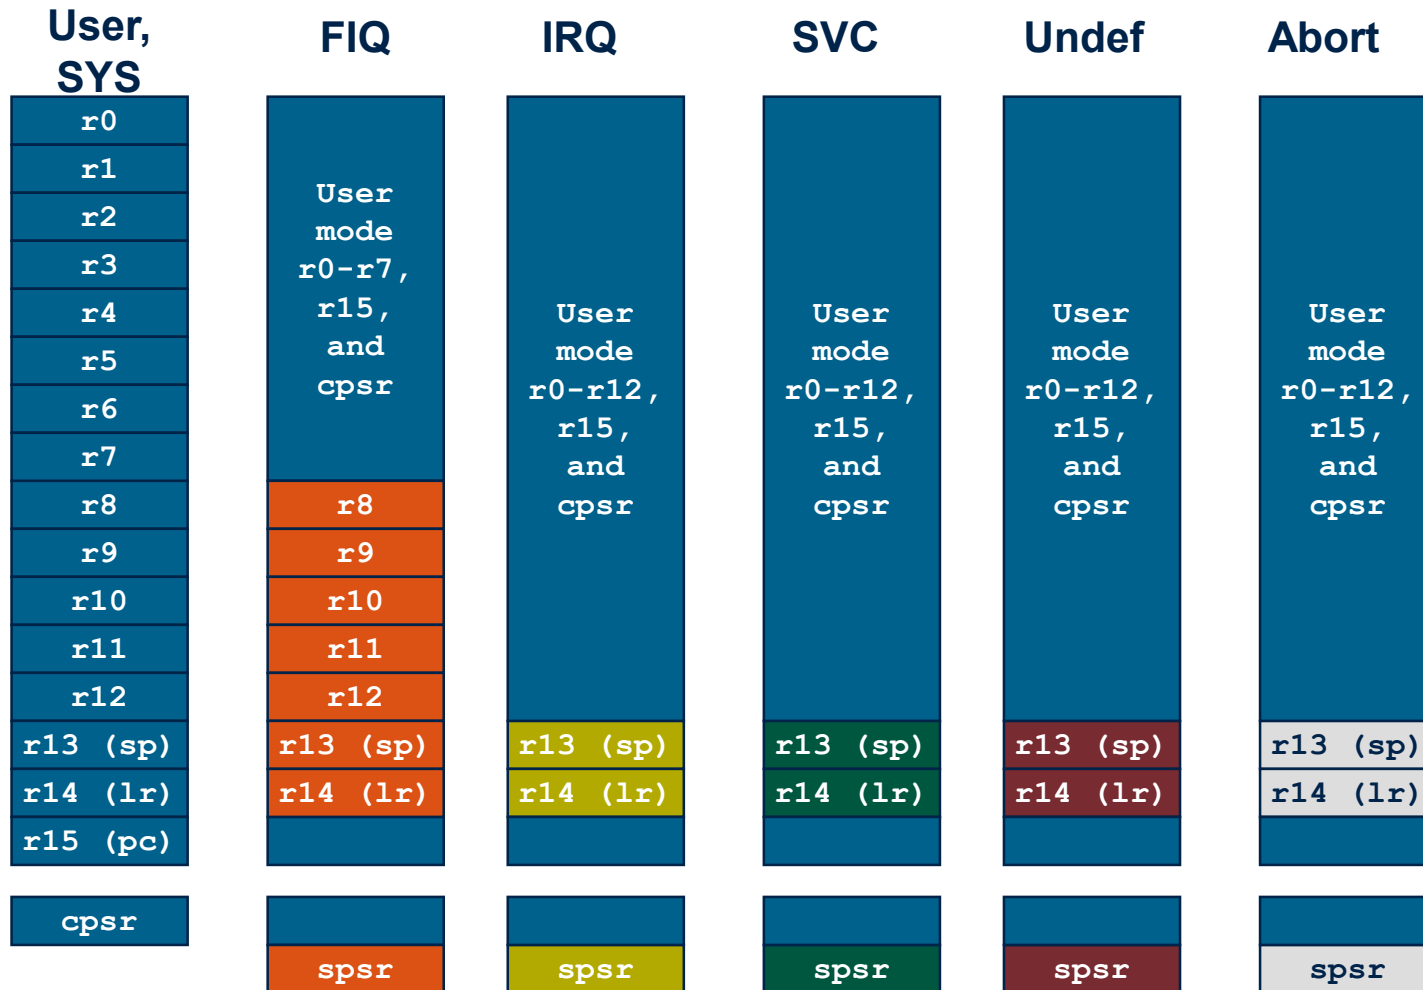 User,
SYS
r0
r1
r2
r3
r4
r5
r6
r7
r8
r9
r10
r11
r12
r13 (sp)
r14 (lr)
r15 (pc)
cpsr
FIQ
User
mode
r0-r7,
r15,
and
cpsr
r8
r9
r10
r11
r12
r13 (sp)
r14 (lr)
spsr
IRQ
User
mode
r0-r12,
r15,
and
cpsr
r13 (sp)
r14 (lr)
spsr
SVC
User
mode
r0-r12,
r15,
and
cpsr
r13 (sp)
r14 (lr)
spsr
Undef
User
mode
r0-r12,
r15,
and
cpsr
r13 (sp)
r14 (lr)
spsr
Abort
User
mode
r0-r12,
r15,
and
cpsr
r13 (sp)
r14 (lr)
spsr